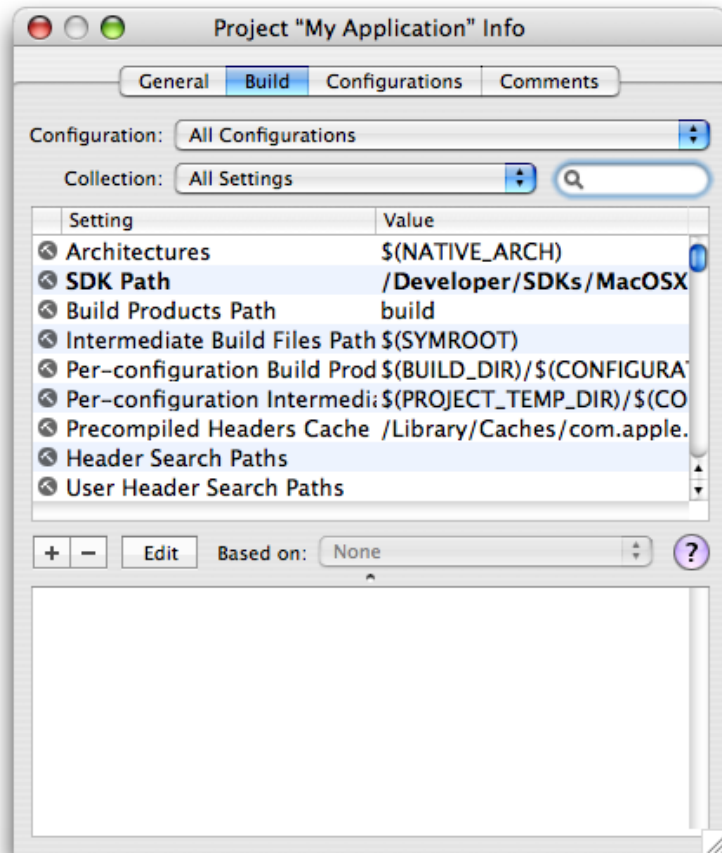 Project “My Application” Info
General Build Configurations Comments
Configuration: All Configurations
Collection: All Settings
Setting Value
Architectures $(NATIVE_ARCH)
SDK Path /Developer/SDKs/MacOSX
Build Products Path build
Intermediate Build Files Path $(SYMROOT)
Per-configuration Build Prod $(BUILD_DIR)/$(CONFIGURAT
Per-configuration Intermedia $(PROJECT_TEMP_DIR)/$(CO
Precompiled Headers Cache /Library/Caches/com.apple.
Header Search Paths
User Header Search Paths
+ − Edit Based on: None ?